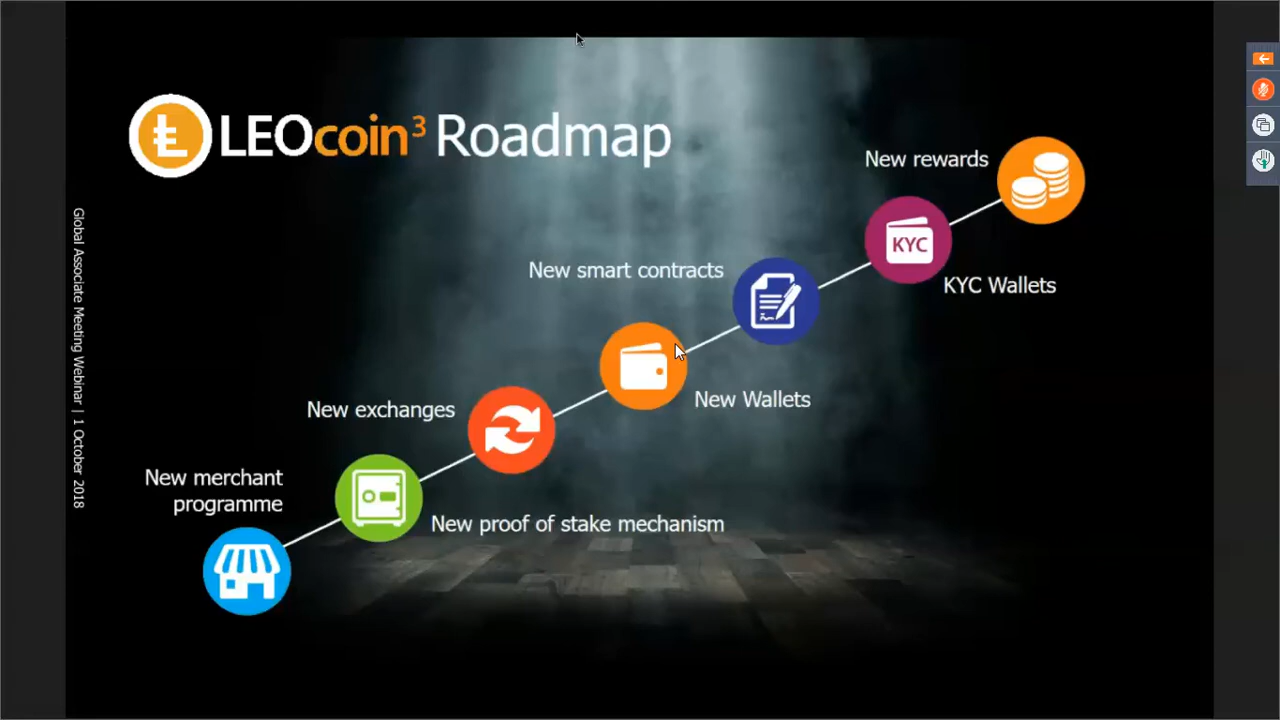 LEOcoin³ Roadmap
New rewards
KYC
KYC Wallets
New smart contracts
New Wallets
New exchanges
New merchant
programme
New proof of stake mechanism
Global Associate Meeting Webinar | 1 October 2018